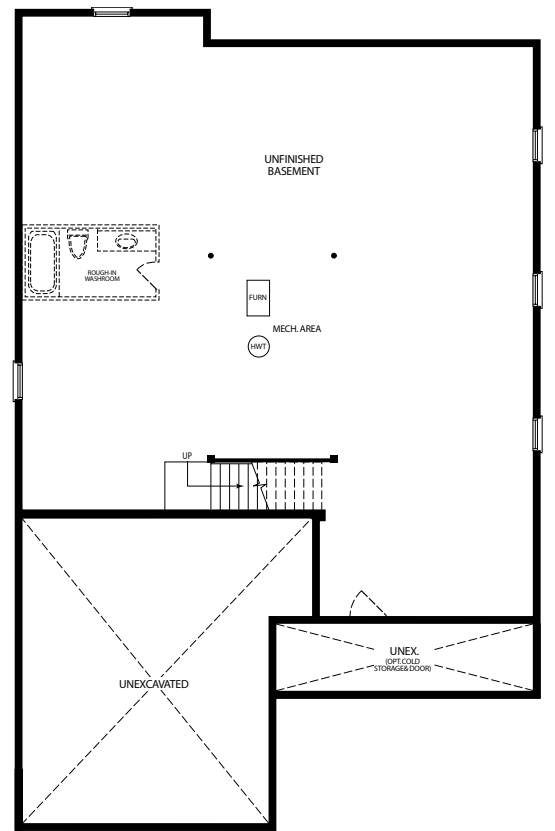 UNFINISHED
BASEMENT
ROUGH-IN
WASHROOM
FURN
MECH. AREA
HWT
UP
UNEX.
(OPT.COLD
STORAGE&DOOR)
UNEXCAVATED